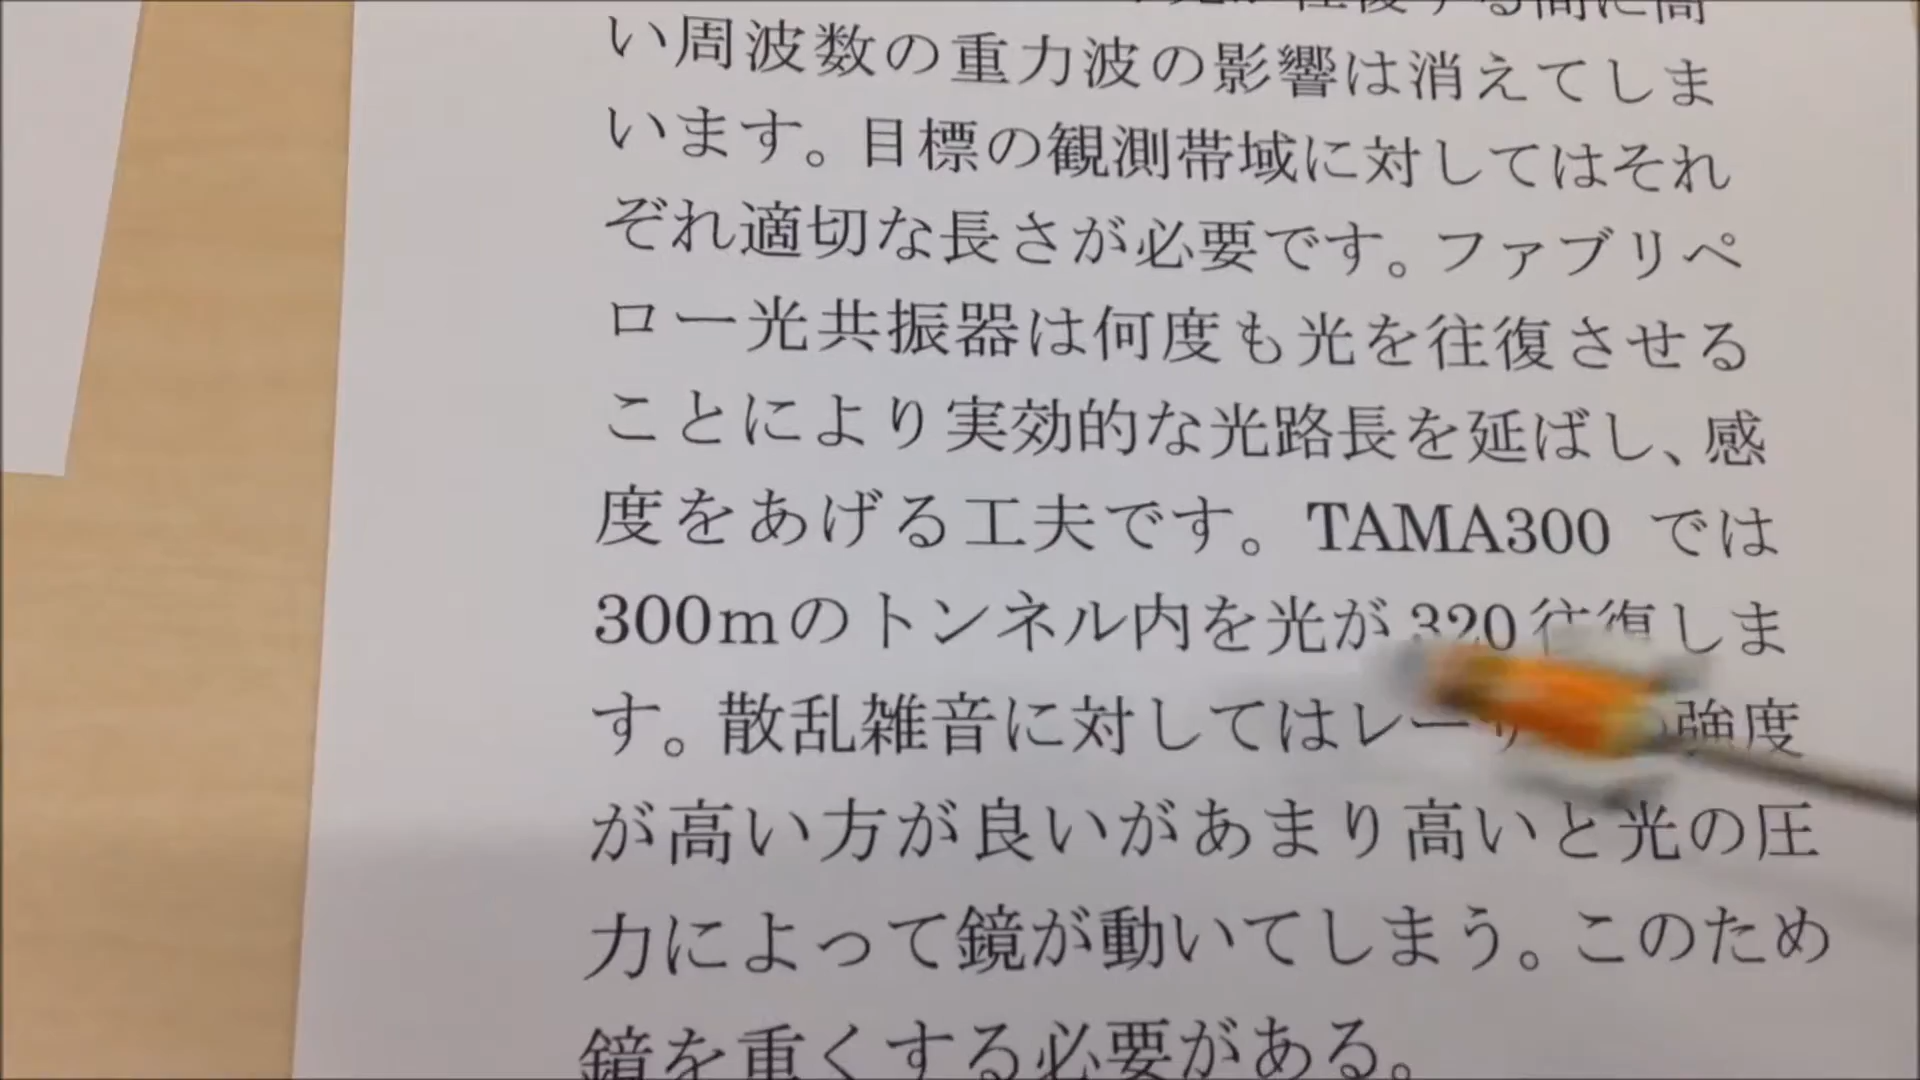 い周波数の重力波の影響は消えてしま
います。目標の観測帯域に対してはそれ
ぞれ適切な長さが必要です。ファブリペ
ロー光共振器は何度も光を往復させる
ことにより実効的な光路長を延ばし、感
度をあげる工夫です。TAMA300 では
300mのトンネル内を光が320往復しま
す。散乱雑音に対してはレー 強度
が高い方が良いがあまり高いと光の圧
力によって鏡が動いてしまう。このため
鏡を重くする必要がある。